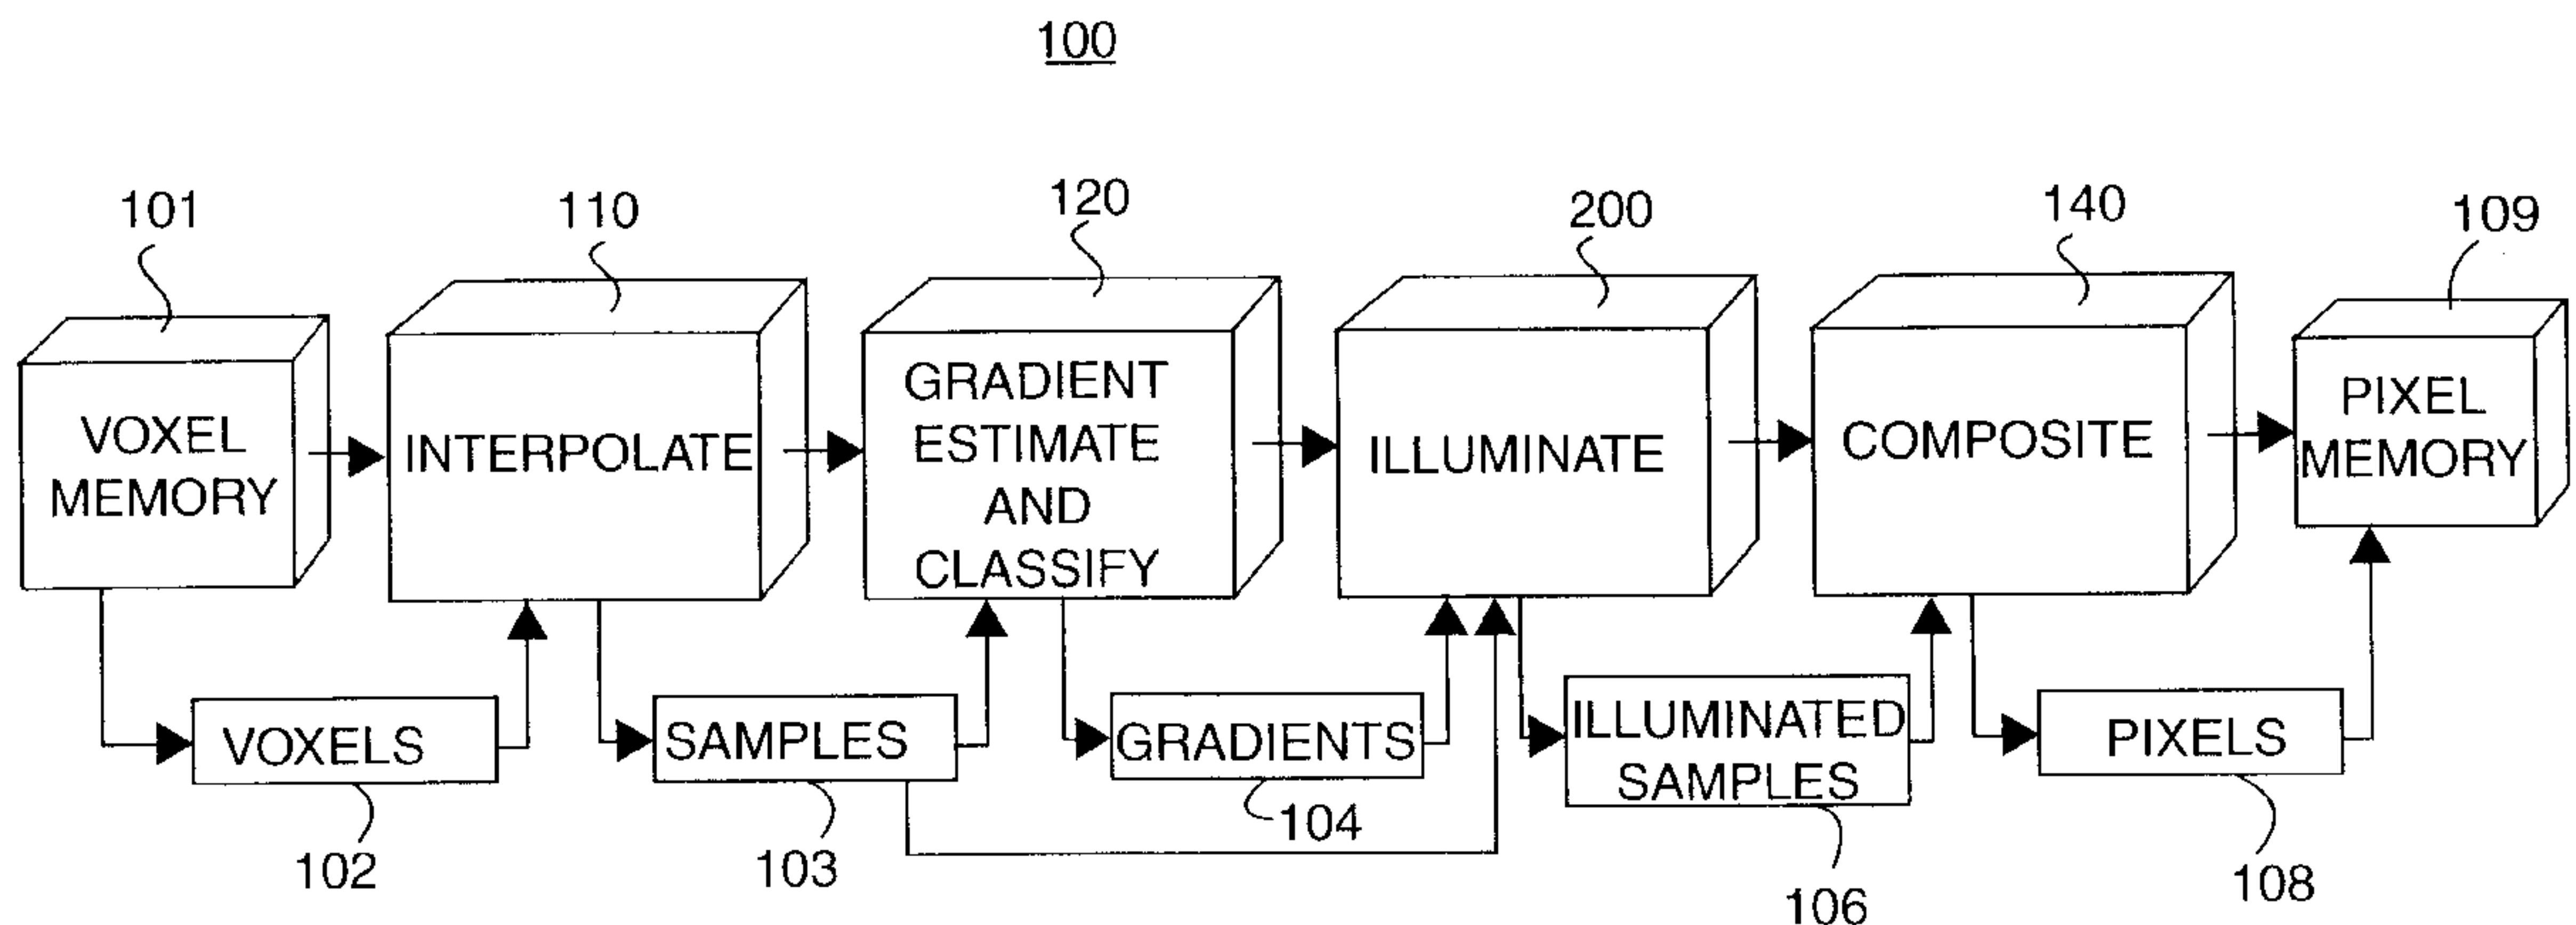 100
101
110
120
200
140
109
VOXEL
MEMORY
INTERPOLATE
GRADIENT
ESTIMATE
AND
CLASSIFY
ILLUMINATE
COMPOSITE
PIXEL
MEMORY
VOXELS
SAMPLES
GRADIENTS
ILLUMINATED
SAMPLES
PIXELS
102
103
104
106
108